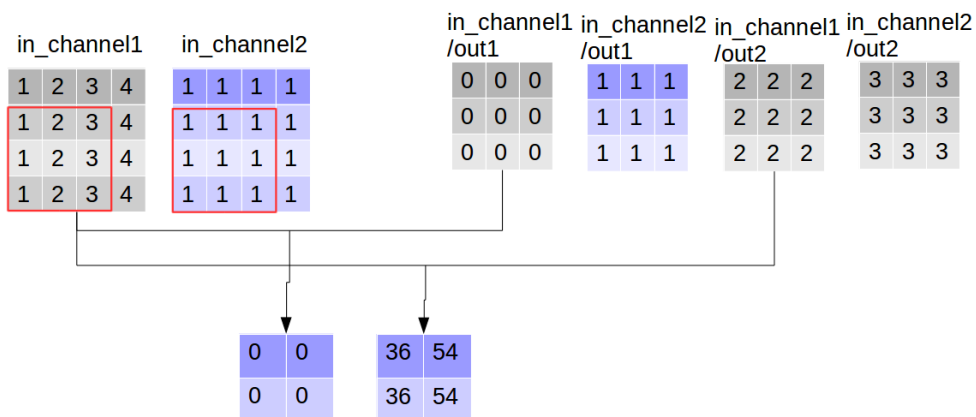 in_channel1
in_channel2
in_channel1
/out1
in_channel2
/out1
in_channel1
/out2
in_channel2
/out2
1 2 3 4
1 2 3 4
1 2 3 4
1 2 3 4
1 1 1 1
1 1 1 1
1 1 1 1
1 1 1 1
0 0 0
0 0 0
0 0 0
1 1 1
1 1 1
1 1 1
2 2 2
2 2 2
2 2 2
3 3 3
3 3 3
3 3 3
0 0
0 0
36 54
36 54